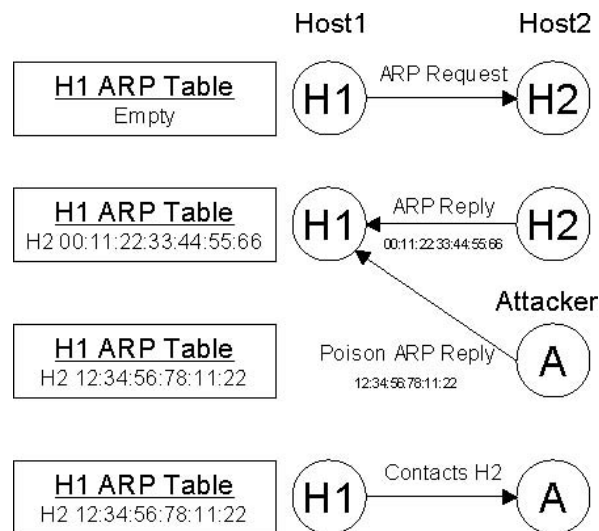 Host1
Host2
H1 ARP Table
Empty
H1
ARP Request
H2
H1 ARP Table
H2 00:11:22:33:44:55:66
H1
ARP Reply
00:11:22:33:44:55:66
H2
Attacker
H1 ARP Table
H2 12:34:56:78:11:22
Poison ARP Reply
12:34:56:78:11:22
A
H1 ARP Table
H2 12:34:56:78:11:22
H1
Contacts H2
A